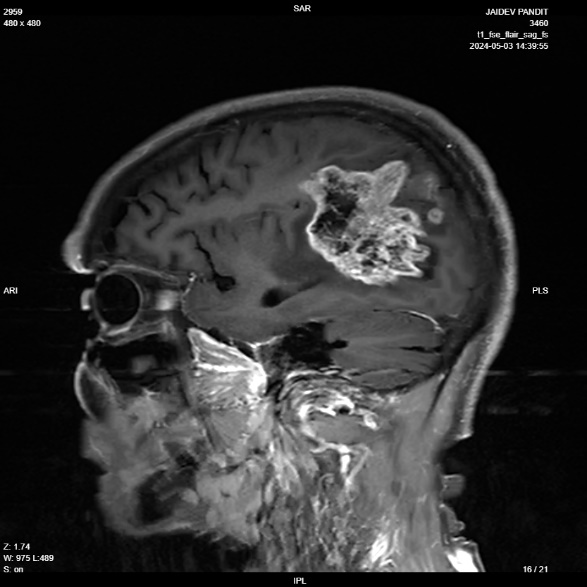 2959
480 x 480
SAR
JAIDEV PANDIT
3460
t1_fse_flair_sag_fs
2024-05-03 14:39:55
ARI
PLS
Z: 1.74
W: 975 L:489
S: on
16 / 21
IPL